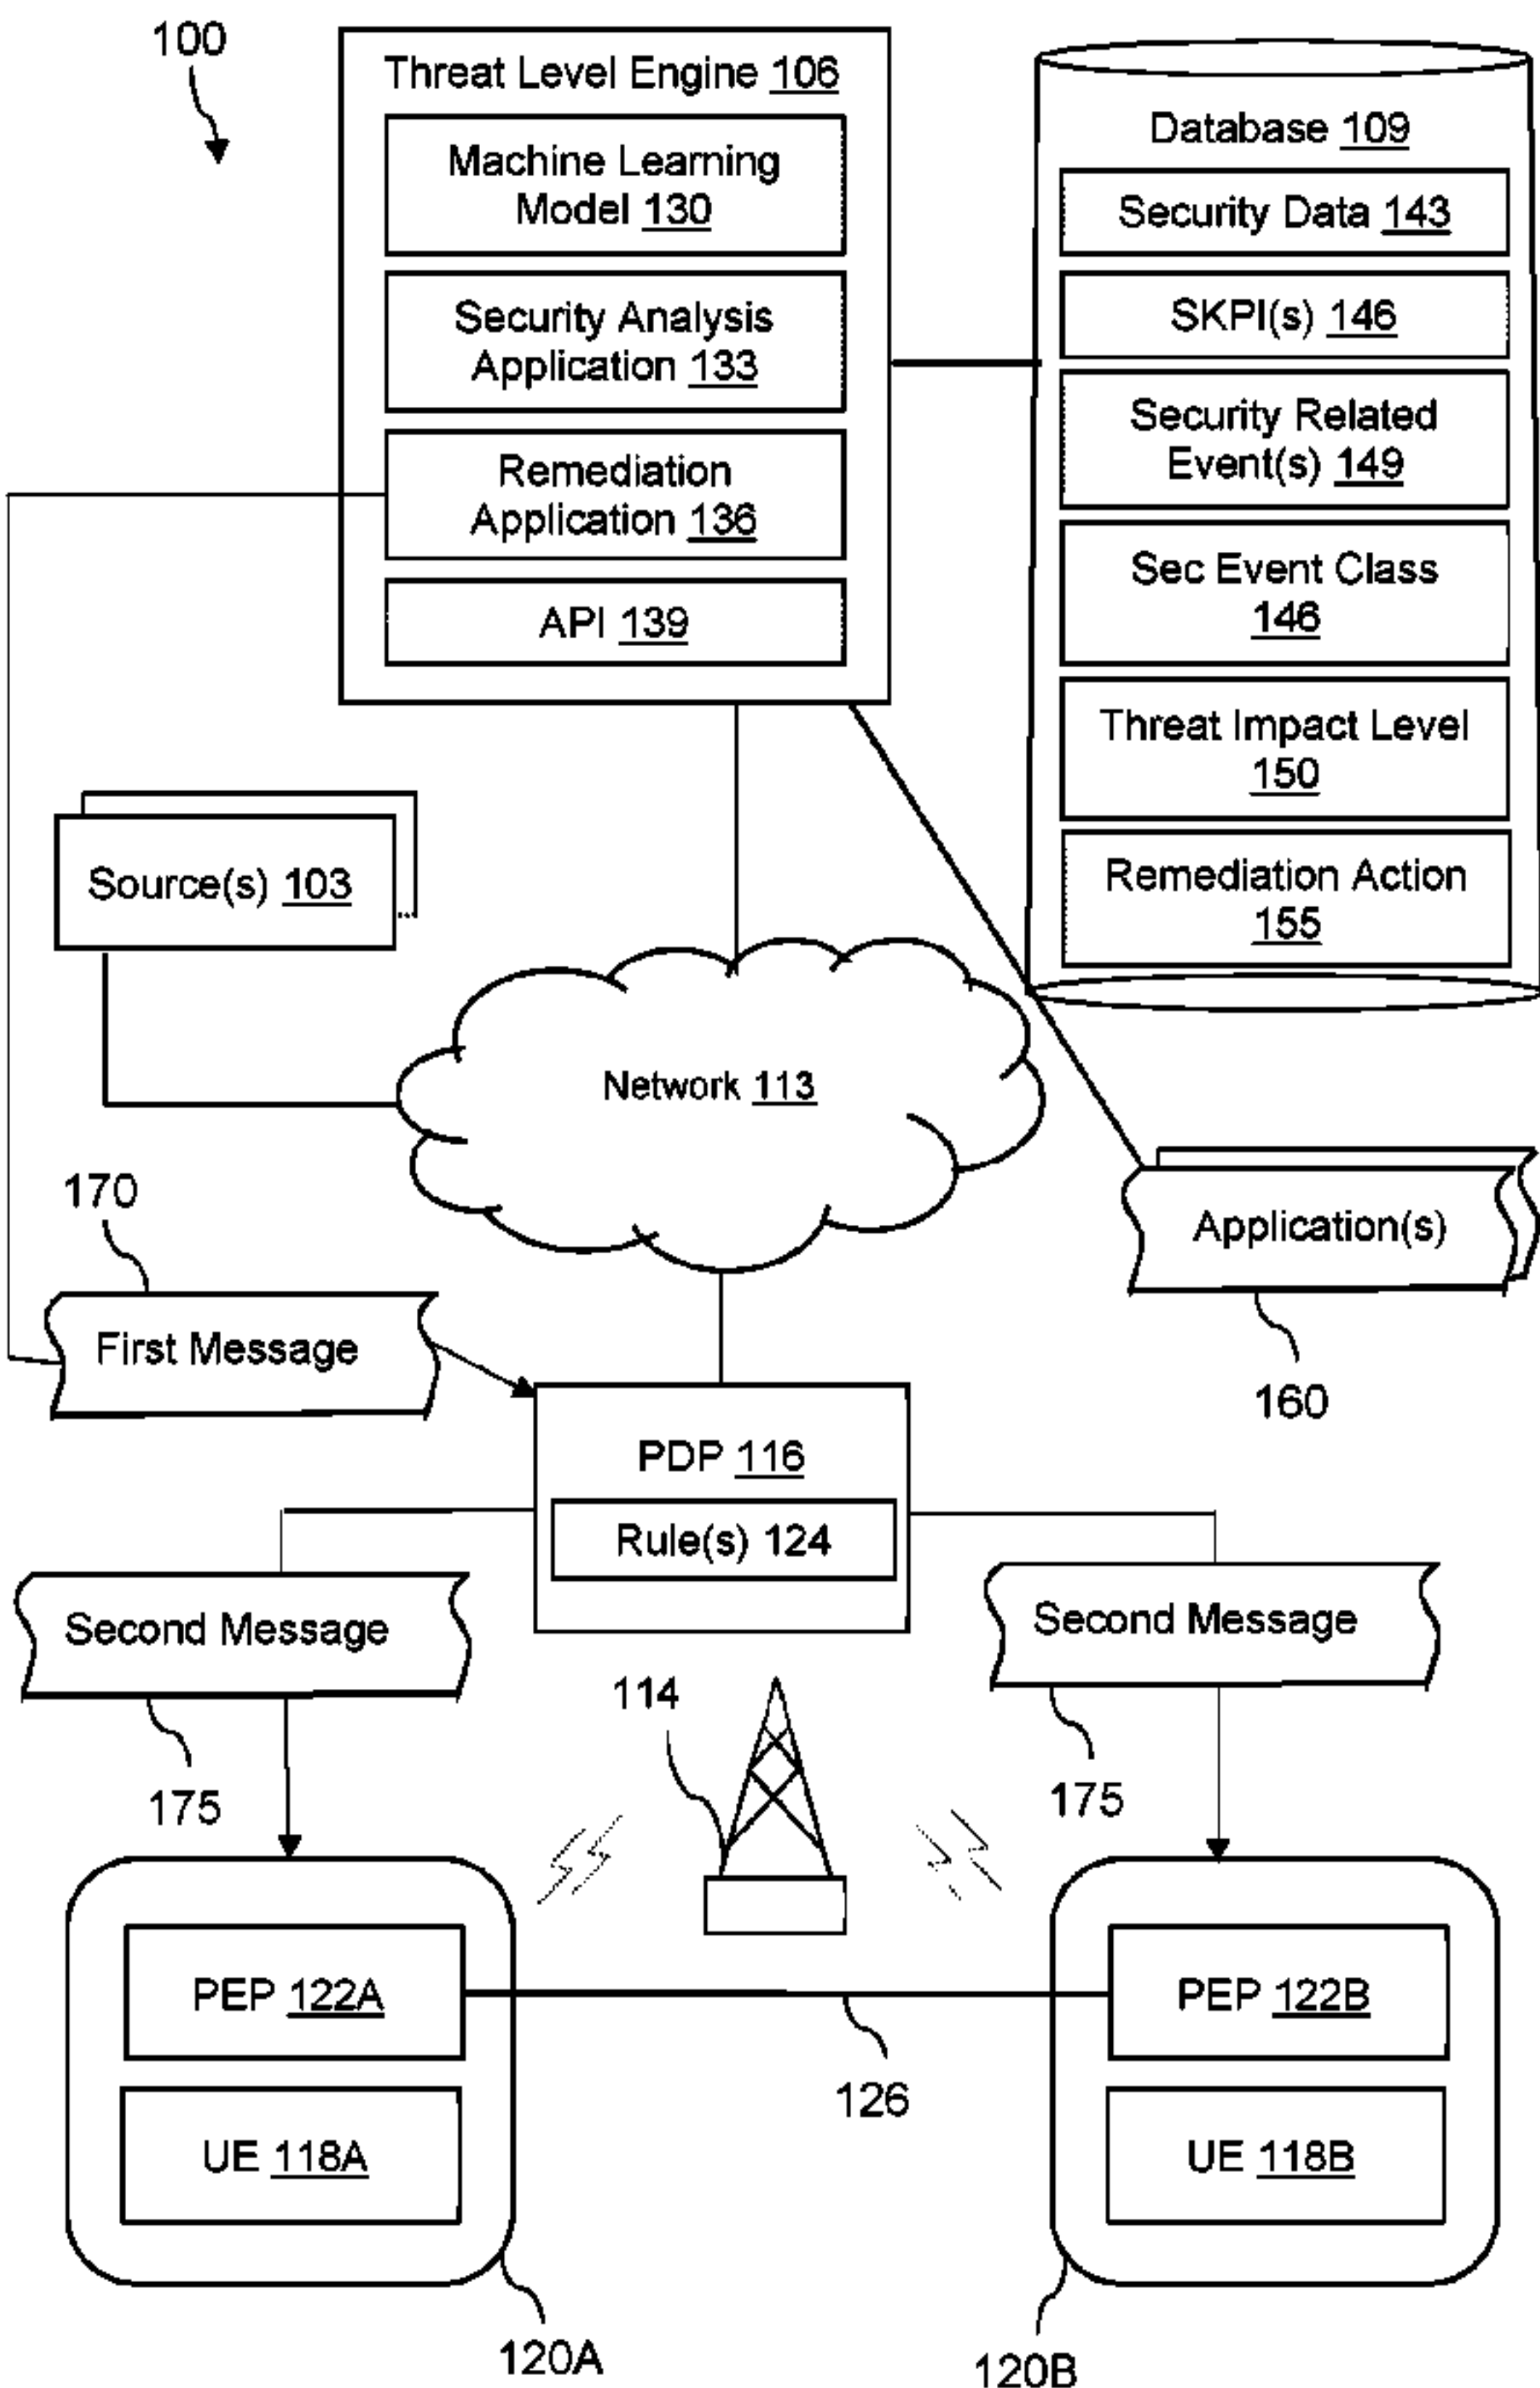 100
Threat Level Engine 106
Machine Learning
Model 130
Security Analysis
Application 133
Remediation
Application 136
API 139
Database 109
Security Data 143
SKPI(s) 146
Security Related
Event(s) 149
Sec Event Class
146
Threat Impact Level
150
Remediation Action
155
Source(s) 103
Network 113
Application(s)
160
170
First Message
PDP 116
Rule(s) 124
Second Message
175
Second Message
175
114
PEP 122A
UE 118A
120A
126
PEP 122B
UE 118B
120B